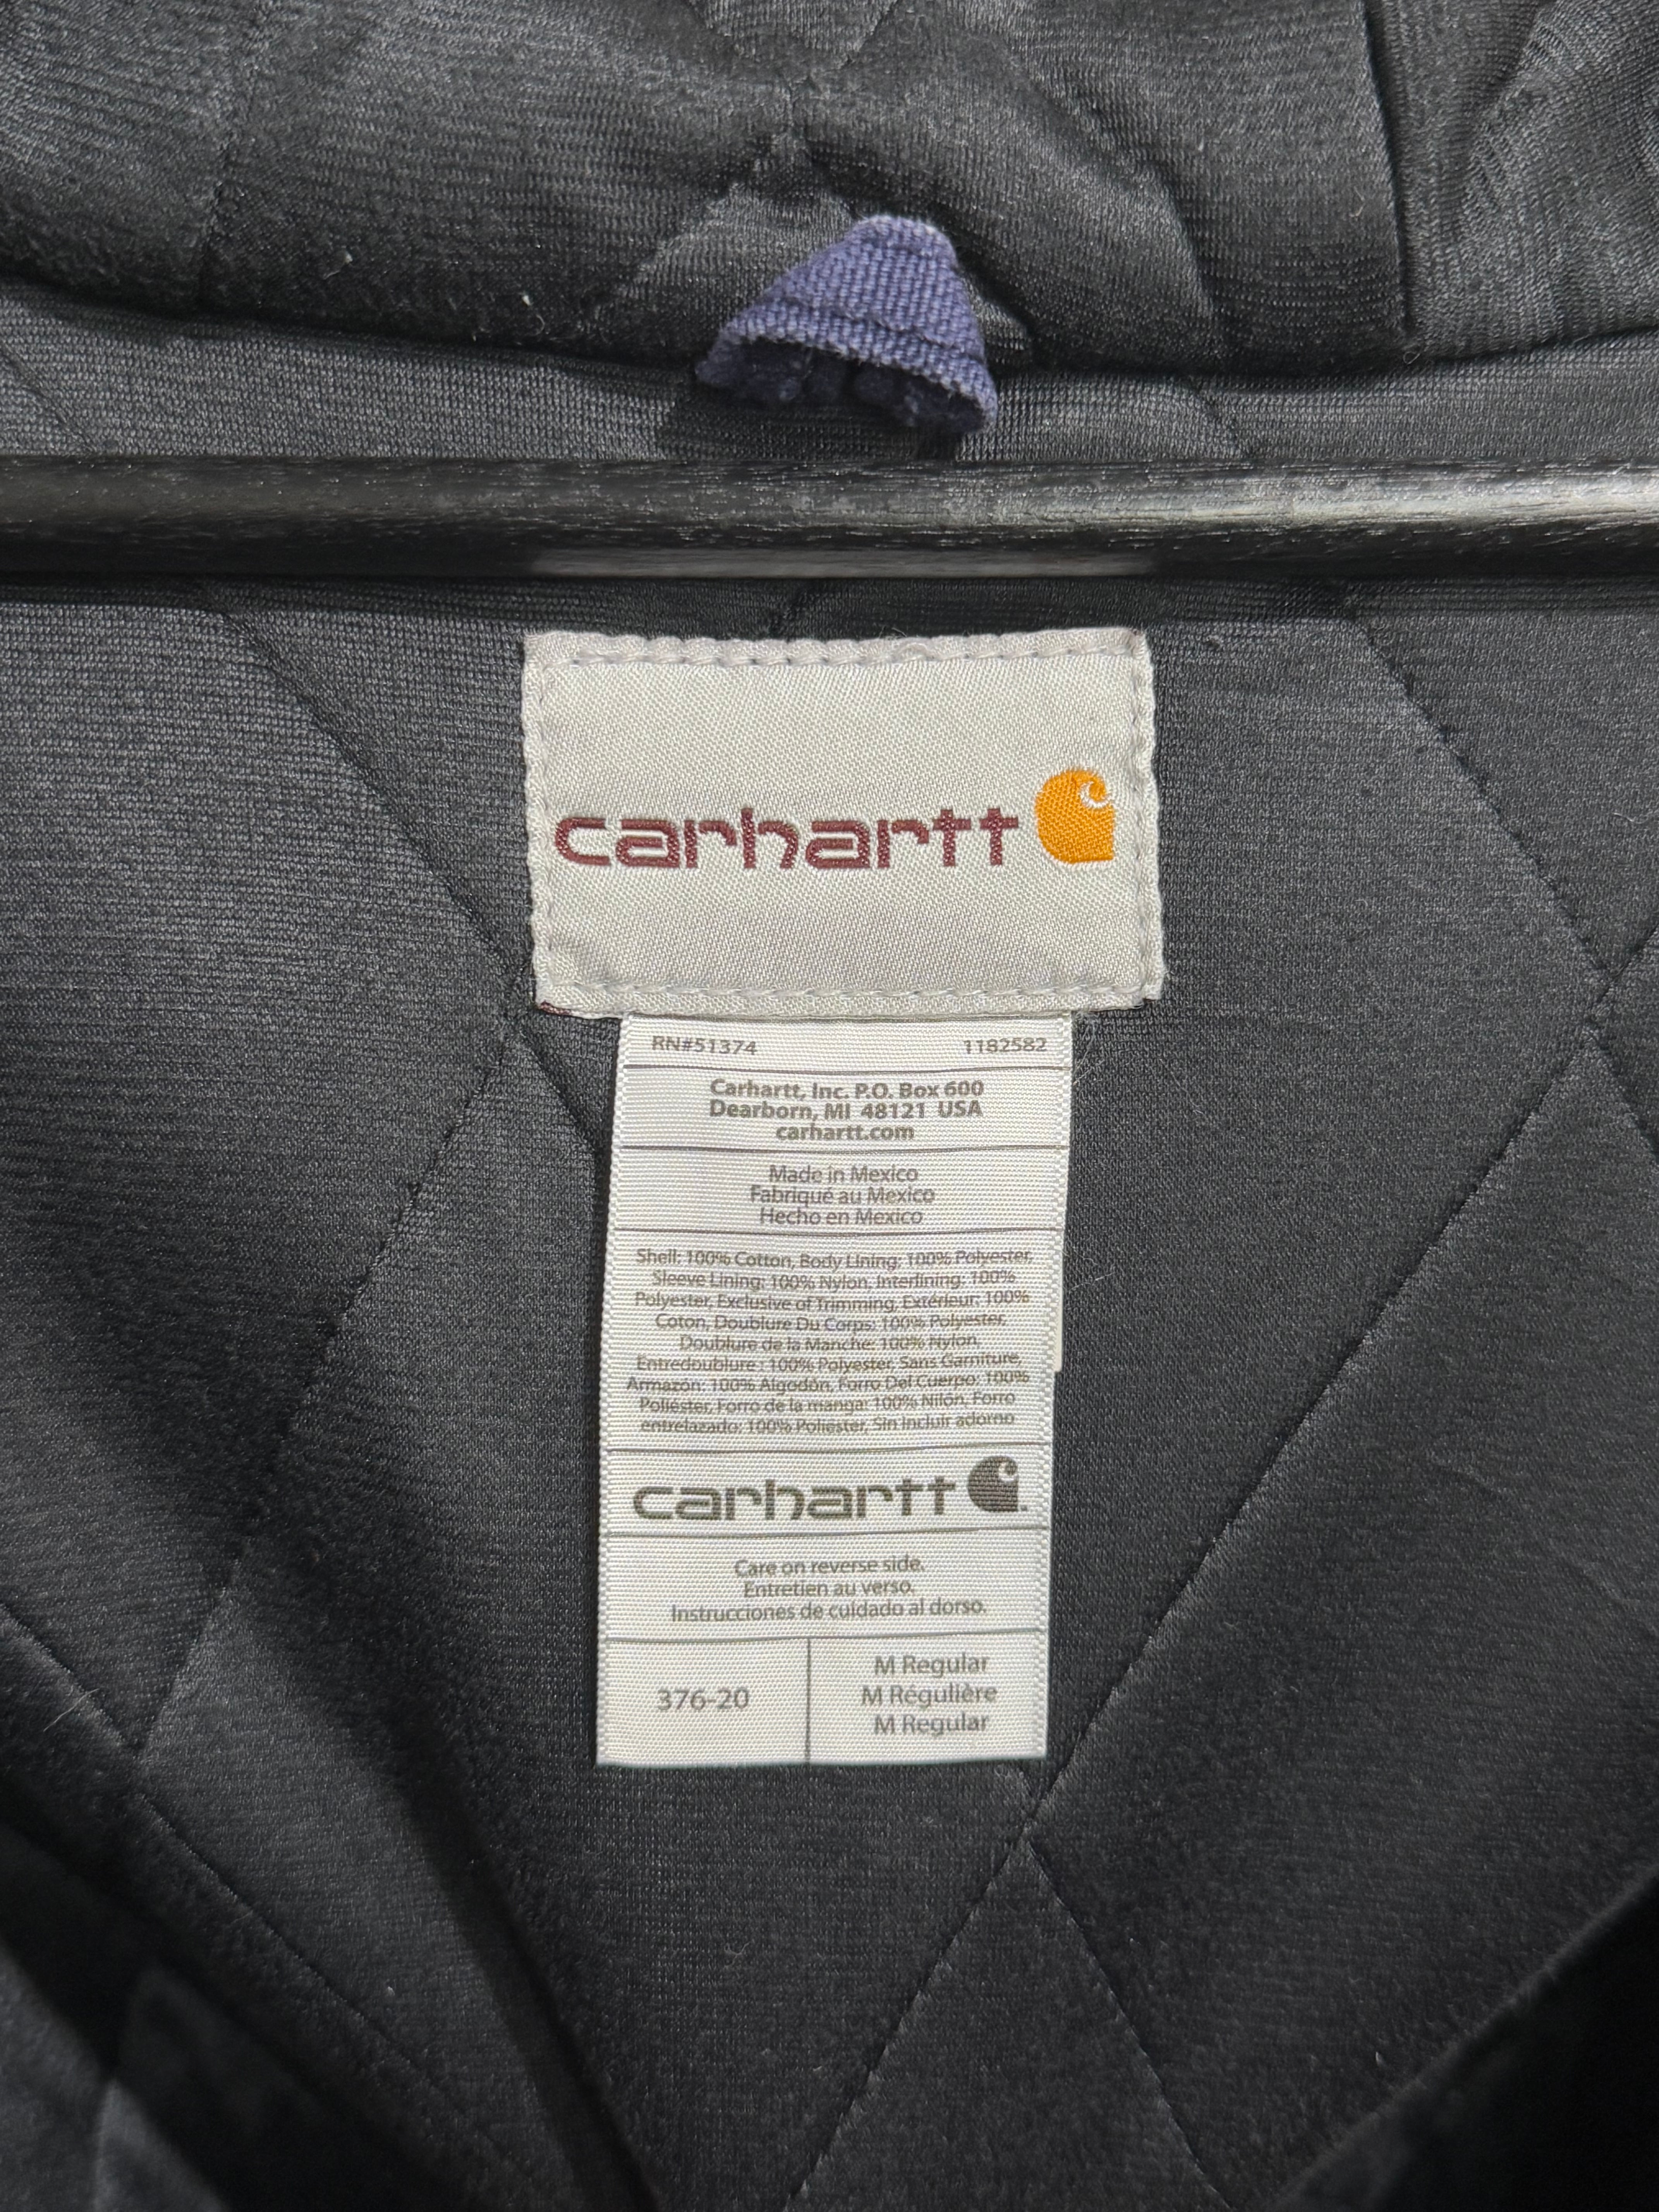 carhartt
RN#51374 1182582
Carhartt, Inc. P.O. Box 600
Dearborn, MI 48121 USA
carhartt.com
Made in Mexico
Fabriqué au Mexico
Hecho en Mexico
Shell: 100% Cotton, Body Lining: 100% Polyester,
Sleeve Lining: 100% Nylon, Interlining: 100%
Polyester, Exclusive of Trimming, Extérieur: 100%
Coton, Doublure Du Corps: 100% Polyester,
Doublure de la Manche: 100% Nylon,
Entredoublure : 100% Polyester, Sans Garniture,
Armazón: 100% Algodón, Forro Del Cuerpo: 100%
Poliéster, Forro de la manga: 100% Nilón, Forro
entrelazado: 100% Poliester, Sin incluir adorno
carhartt
Care on reverse side.
Entretien au verso.
Instrucciones de cuidado al dorso.
376-20
M Regular
M Régulière
M Regular